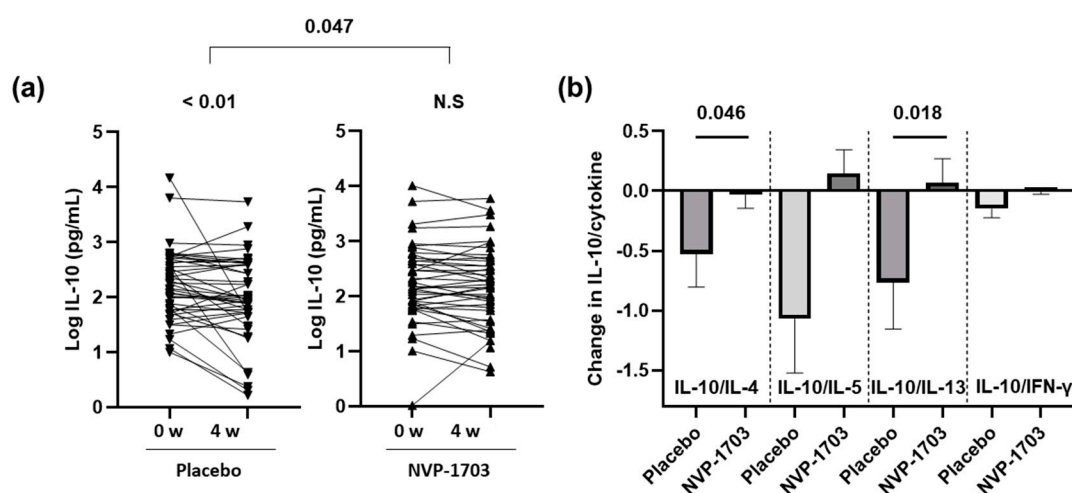 0.047
(a)
< 0.01
N.S
Log IL-10 (pg/mL)
5
4
3
2
1
0
0 w 4 w
Placebo
Log IL-10 (pg/mL)
5
4
3
2
1
0
0 w 4 w
NVP-1703
(b)
0.046
0.018
Change in IL-10/cytokine
0.5
0.0
-0.5
-1.0
-1.5
IL-10/IL-4
IL-10/IL-5
IL-10/IL-13
IL-10/IFN-γ
Placebo
NVP-1703
Placebo
NVP-1703
Placebo
NVP-1703
Placebo
NVP-1703